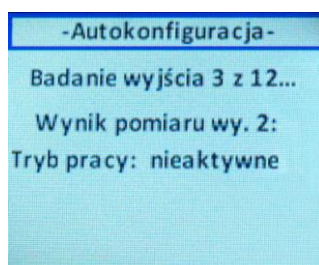 -Autokonfiguracja-
Badanie wyjścia 3 z 12...
Wynik pomiaru wy. 2:
Tryb pracy: nieaktywne